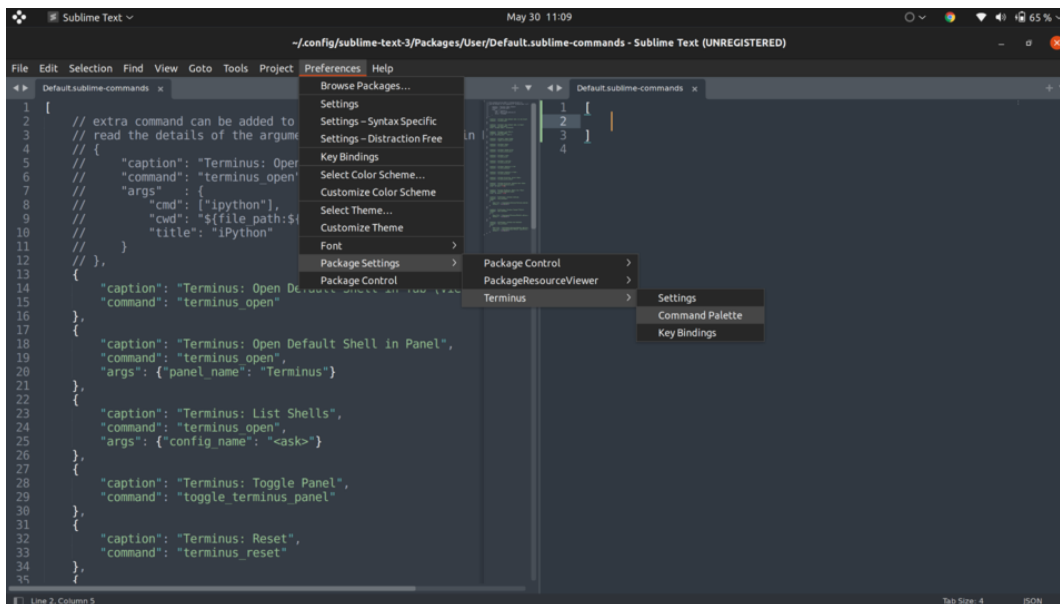 Sublime Text
May 30 11:09
65 %
~/.config/sublime-text-3/Packages/User/Default.sublime-commands - Sublime Text (UNREGISTERED)
File Edit Selection Find View Goto Tools Project Preferences Help
Default.sublime-commands
1 [
2 // extra command can be added to
3 // read the details of the argume
4 // {
5 // "caption": "Terminus: Oper
6 // "command": "terminus_open"
7 // "args" : {
8 // "cmd": ["ipython"],
9 // "cwd": "${file_path:${
10 // "title": "iPython"
11 // }
12 // },
13 {
14 "caption": "Terminus: Open Default Shell in Tab (Vie
15 "command": "terminus_open"
16 },
17 {
18 "caption": "Terminus: Open Default Shell in Panel",
19 "command": "terminus_open",
20 "args": {"panel_name": "Terminus"}
21 },
22 {
23 "caption": "Terminus: List Shells",
24 "command": "terminus_open",
25 "args": {"config_name": "<ask>"}
26 },
27 {
28 "caption": "Terminus: Toggle Panel",
29 "command": "toggle_terminus_panel"
30 },
31 {
32 "caption": "Terminus: Reset",
33 "command": "terminus_reset"
34 },
35 {
Browse Packages...
Settings
Settings – Syntax Specific
Settings – Distraction Free
Key Bindings
Select Color Scheme...
Customize Color Scheme
Select Theme...
Customize Theme
Font
Package Settings
Package Control
Package Control
PackageResourceViewer
Terminus
Settings
Command Palette
Key Bindings
in
Default.sublime-commands
1 [
2
3 ]
4
Line 2, Column 5
Tab Size: 4
JSON